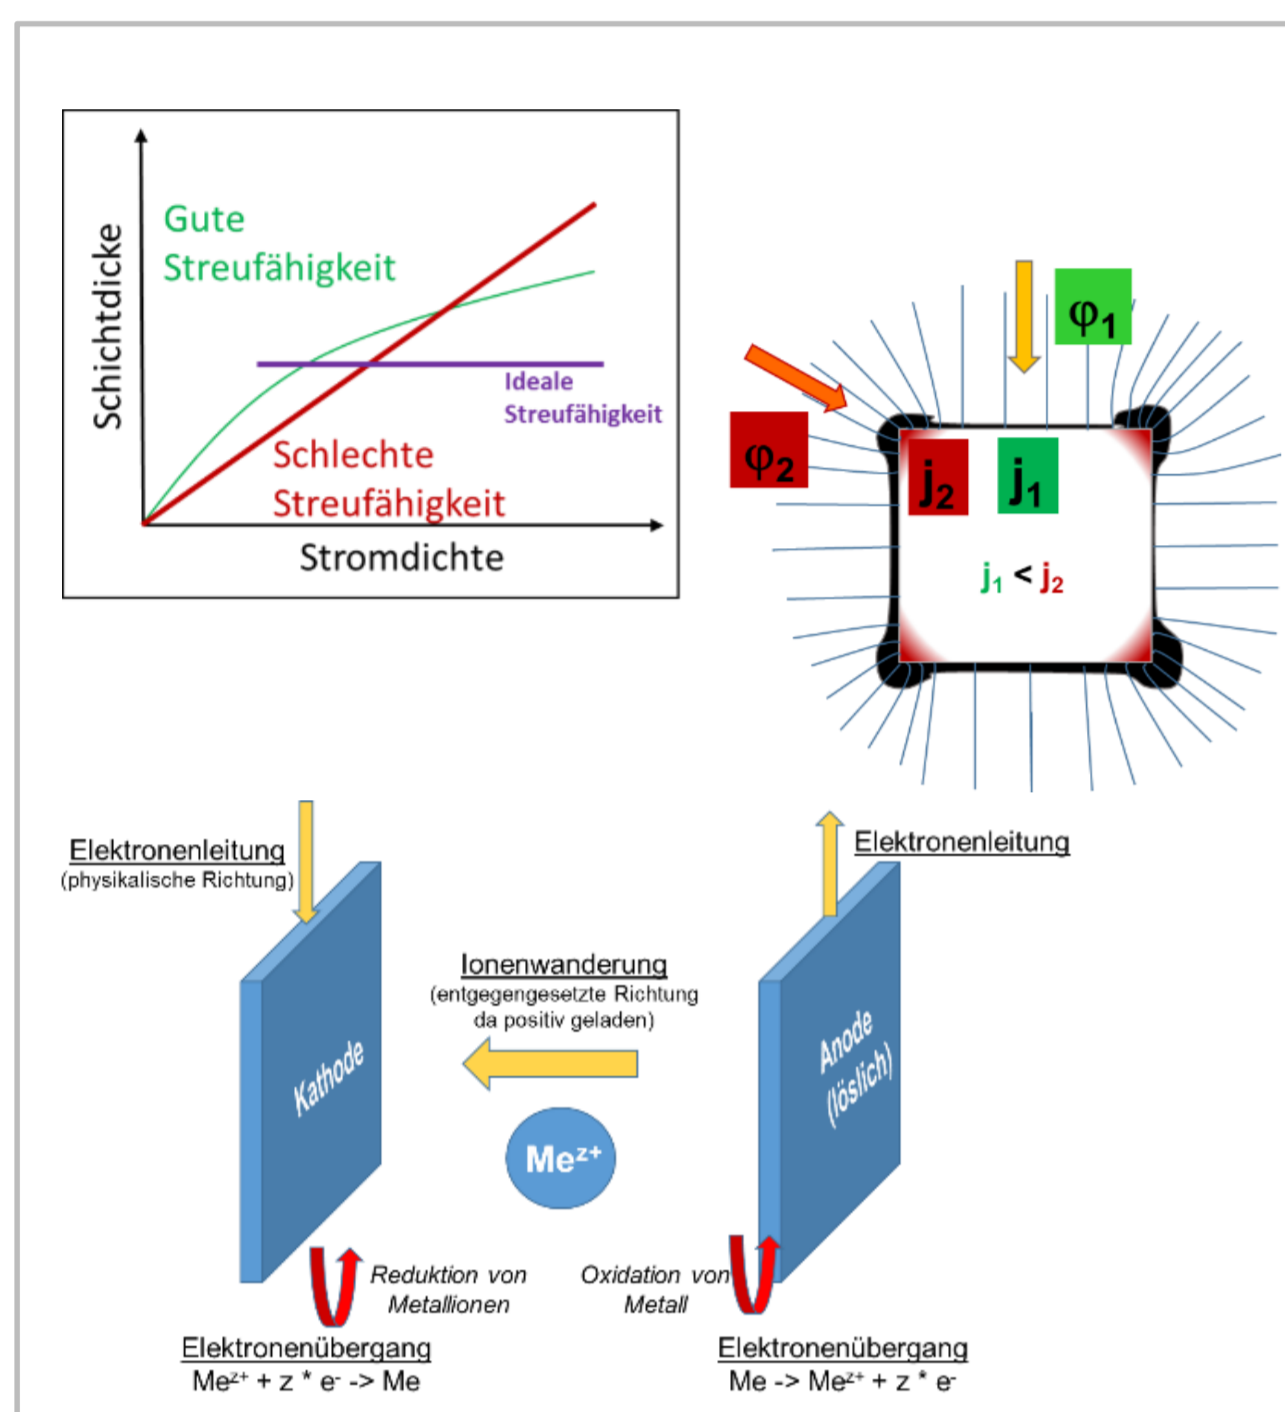 Schichtdicke
Gute
Streufähigkeit
Ideale
Streufähigkeit
Schlechte
Streufähigkeit
Stromdichte
φ₁
φ₂
j₂
j₁
j₁ < j₂
Elektronenleitung
(physikalische Richtung)
Elektronenleitung
Ionenwanderung
(entgegengesetzte Richtung
da positiv geladen)
Kathode
Anode
(löslich)
Meᶻ⁺
Reduktion von
Metallionen
Oxidation von
Metall
Elektronenübergang
Meᶻ⁺ + z * e⁻ -> Me
Elektronenübergang
Me -> Meᶻ⁺ + z * e⁻